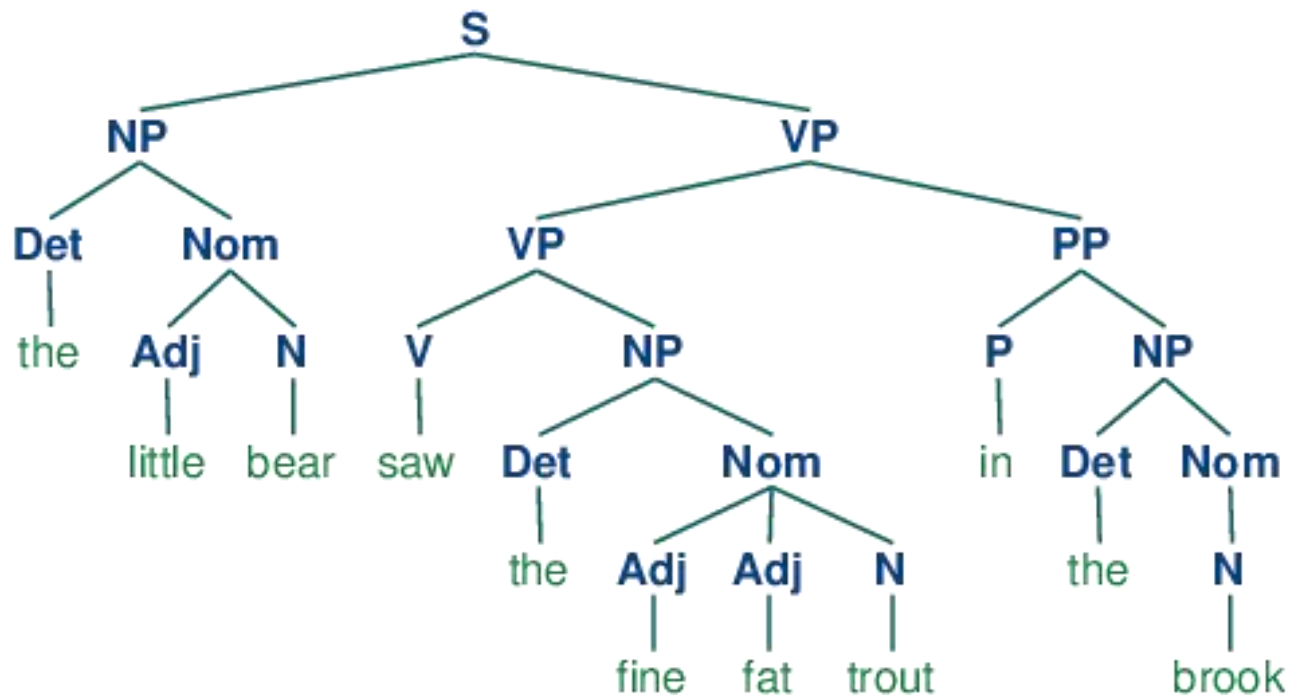 S
NP VP
Det Nom VP PP
the Adj N V NP P NP
little bear saw Det Nom in Det Nom
the Adj Adj N the N
fine fat trout brook